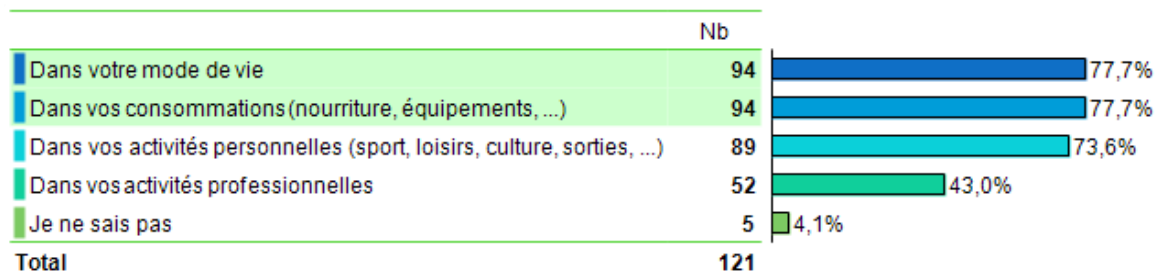 Nb
Dans votre mode de vie 94 77,7%
Dans vos consommations (nourriture, équipements, ...) 94 77,7%
Dans vos activités personnelles (sport, loisirs, culture, sorties, ...) 89 73,6%
Dans vos activités professionnelles 52 43,0%
Je ne sais pas 5 4,1%
Total 121